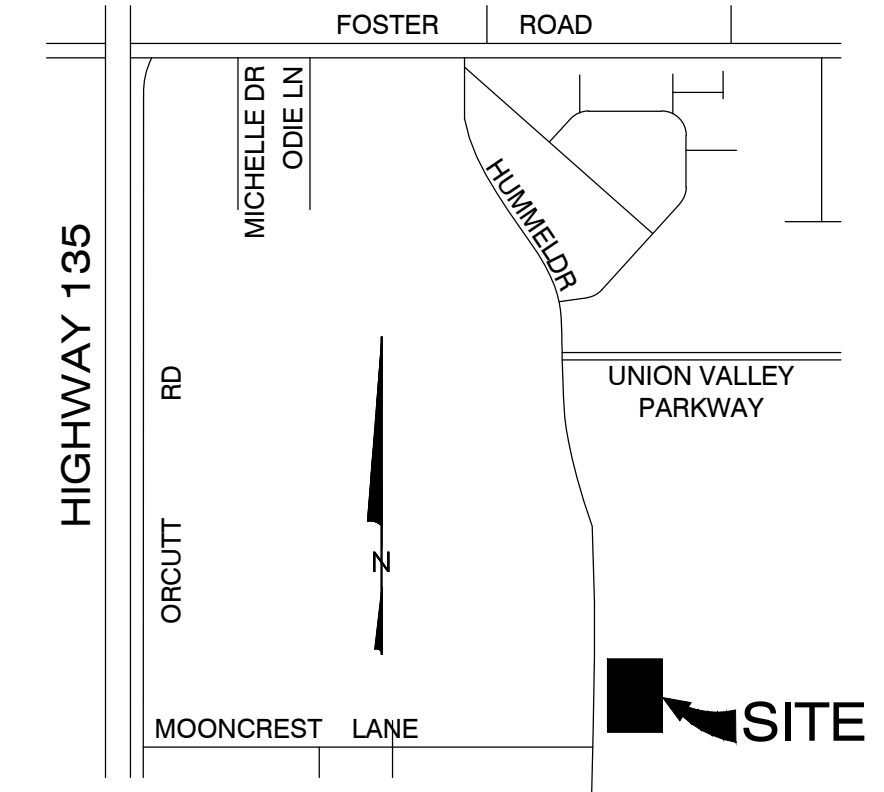 FOSTER ROAD
MICHELLE DR
ODIE LN
HUMMELDR
HIGHWAY 135
ORCUTT RD
UNION VALLEY
PARKWAY
N
MOONCREST LANE
SITE